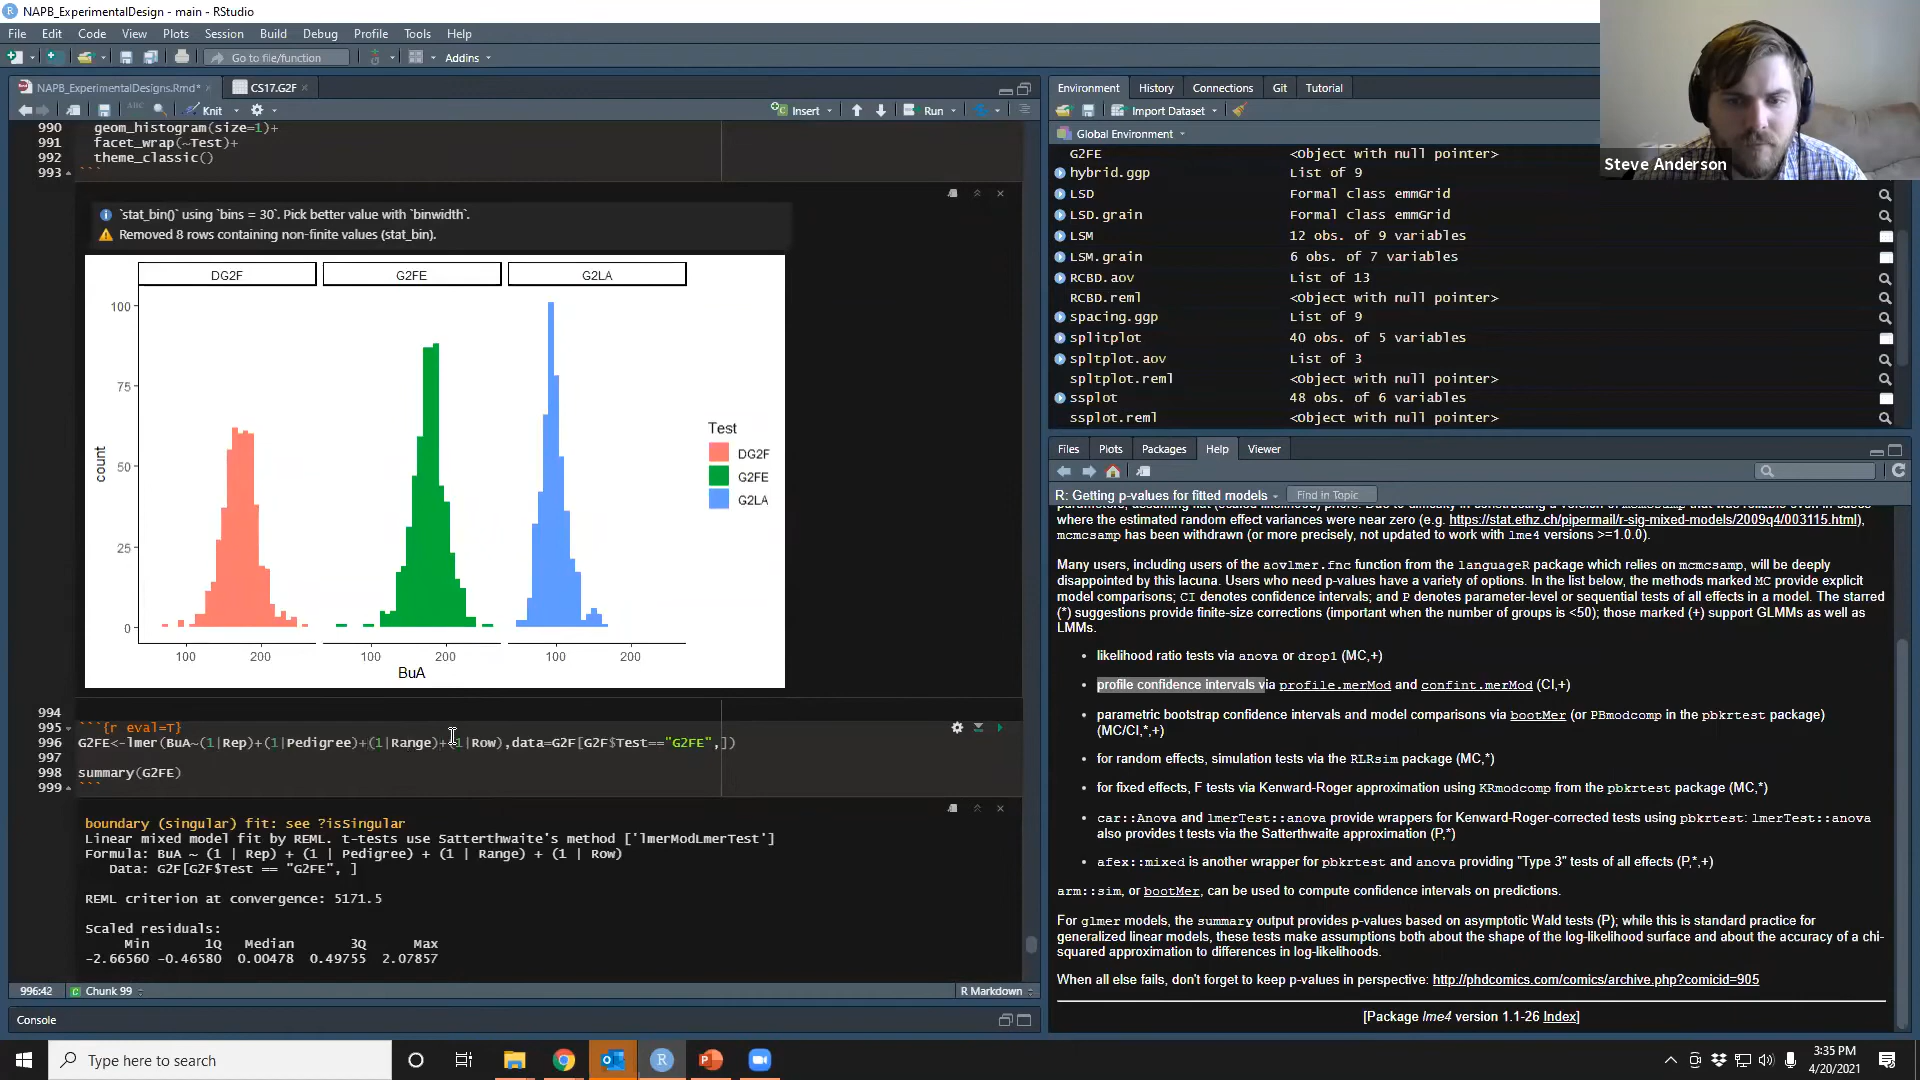 NAPB_ExperimentalDesign - main - RStudio
File Edit Code View Plots Session Build Debug Profile Tools Help
Go to file/function Addins
NAPB_ExperimentalDesigns.Rmd* CS17.G2F
Knit Insert Run
990 geom_histogram(size=1)+
991 facet_wrap(~Test)+
992 theme_classic()
993 ```
`stat_bin()` using `bins = 30`. Pick better value with `binwidth`.
Removed 8 rows containing non-finite values (stat_bin).
DG2F G2FE G2LA
100
75
50
25
0
count
100 200 100 200 100 200
BuA
Test
DG2F
G2FE
G2LA
994
995 ```{r eval=T}
996 G2FE<-lmer(BuA~(1|Rep)+(1|Pedigree)+(1|Range)+(1|Row),data=G2F[G2F$Test=="G2FE",])
997
998 summary(G2FE)
999 ```
boundary (singular) fit: see ?isSingular
Linear mixed model fit by REML. t-tests use Satterthwaite's method ['lmerModLmerTest']
Formula: BuA ~ (1 | Rep) + (1 | Pedigree) + (1 | Range) + (1 | Row)
Data: G2F[G2F$Test == "G2FE", ]
REML criterion at convergence: 5171.5
Scaled residuals:
Min 1Q Median 3Q Max
-2.66560 -0.46580 0.00478 0.49755 2.07857
996:42 Chunk 99 R Markdown
Console
Environment History Connections Git Tutorial
Import Dataset
Global Environment
G2FE <Object with null pointer>
hybrid.ggp List of 9
LSD Formal class emmGrid
LSD.grain Formal class emmGrid
LSM 12 obs. of 9 variables
LSM.grain 6 obs. of 7 variables
RCBD.aov List of 13
RCBD.reml <Object with null pointer>
spacing.ggp List of 9
splitplot 40 obs. of 5 variables
spltplot.aov List of 3
spltplot.reml <Object with null pointer>
ssplot 48 obs. of 6 variables
ssplot.reml <Object with null pointer>
Steve Anderson
Files Plots Packages Help Viewer
R: Getting p-values for fitted models Find in Topic
where the estimated random effect variances were near zero (e.g. https://stat.ethz.ch/pipermail/r-sig-mixed-models/2009q4/003115.html),
mcmcsamp has been withdrawn (or more precisely, not updated to work with lme4 versions >=1.0.0).
Many users, including users of the aovlmer.fnc function from the languageR package which relies on mcmcsamp, will be deeply
disappointed by this lacuna. Users who need p-values have a variety of options. In the list below, the methods marked MC provide explicit
model comparisons; CI denotes confidence intervals; and P denotes parameter-level or sequential tests of all effects in a model. The starred
(*) suggestions provide finite-size corrections (important when the number of groups is <50); those marked (+) support GLMMs as well as
LMMs.
• likelihood ratio tests via anova or drop1 (MC,+)
• profile confidence intervals via profile.merMod and confint.merMod (CI,+)
• parametric bootstrap confidence intervals and model comparisons via bootMer (or PBmodcomp in the pbkrtest package)
(MC/CI,*,+)
• for random effects, simulation tests via the RLRsim package (MC,*)
• for fixed effects, F tests via Kenward-Roger approximation using KRmodcomp from the pbkrtest package (MC,*)
• car::Anova and lmerTest::anova provide wrappers for Kenward-Roger-corrected tests using pbkrtest: lmerTest::anova
also provides t tests via the Satterthwaite approximation (P,*)
• afex::mixed is another wrapper for pbkrtest and anova providing "Type 3" tests of all effects (P,*,+)
arm::sim, or bootMer, can be used to compute confidence intervals on predictions.
For glmer models, the summary output provides p-values based on asymptotic Wald tests (P); while this is standard practice for
generalized linear models, these tests make assumptions both about the shape of the log-likelihood surface and about the accuracy of a chi-
squared approximation to differences in log-likelihoods.
When all else fails, don't forget to keep p-values in perspective: http://phdcomics.com/comics/archive.php?comicid=905
[Package lme4 version 1.1-26 Index]
Type here to search
3:35 PM
4/20/2021